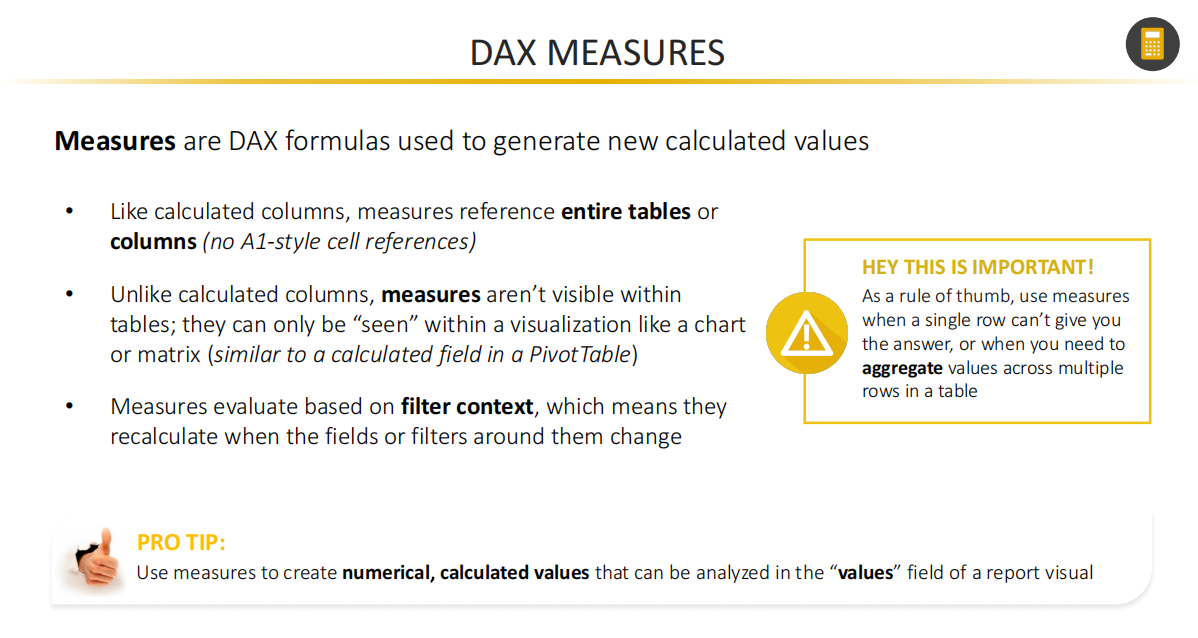 DAX MEASURES
Measures are DAX formulas used to generate new calculated values
• Like calculated columns, measures reference entire tables or
columns (no A1-style cell references)
• Unlike calculated columns, measures aren’t visible within
tables; they can only be “seen” within a visualization like a chart
or matrix (similar to a calculated field in a PivotTable)
• Measures evaluate based on filter context, which means they
recalculate when the fields or filters around them change
HEY THIS IS IMPORTANT!
As a rule of thumb, use measures
when a single row can’t give you
the answer, or when you need to
aggregate values across multiple
rows in a table
PRO TIP:
Use measures to create numerical, calculated values that can be analyzed in the “values” field of a report visual